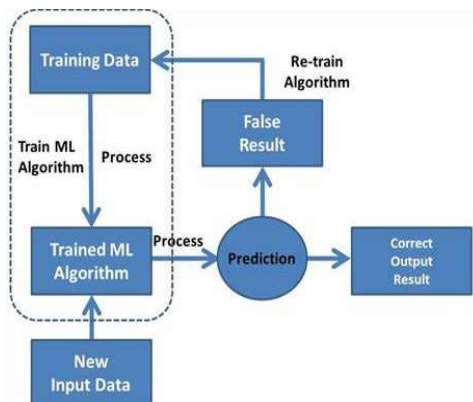 Training Data
Re-train
Algorithm
Train ML
Algorithm
Process
False
Result
Trained ML
Algorithm
Process
Prediction
Correct
Output
Result
New
Input Data